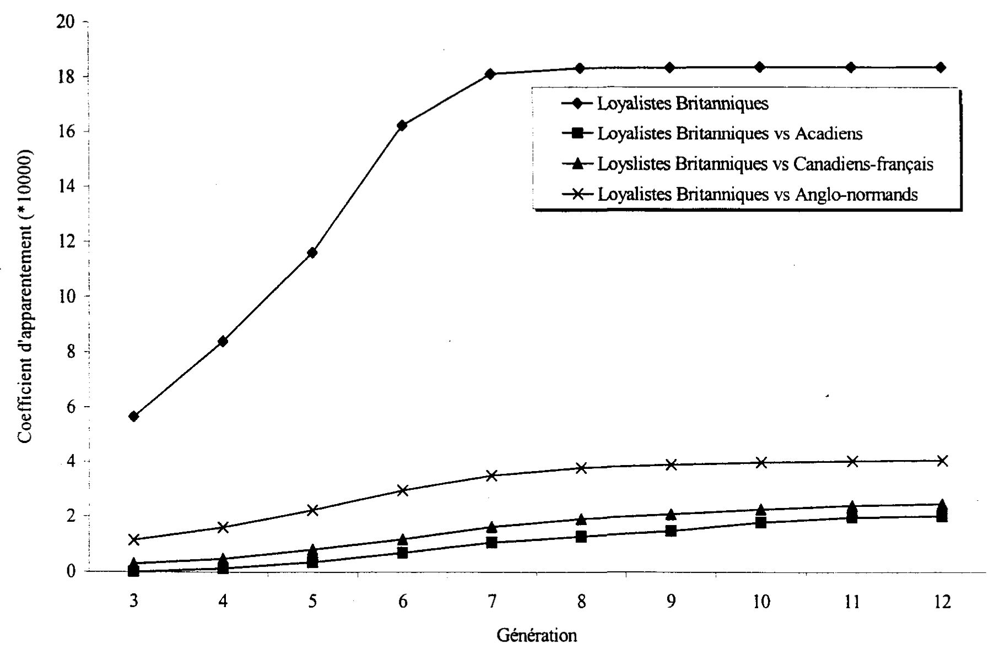 20
18
16
14
12
10
8
6
4
2
0
Coefficient d'apparentement (*10000)
Loyalistes Britanniques
Loyalistes Britanniques vs Acadiens
Loyslistes Britanniques vs Canadiens-français
Loyalistes Britanniques vs Anglo-normands
3 4 5 6 7 8 9 10 11 12
Génération